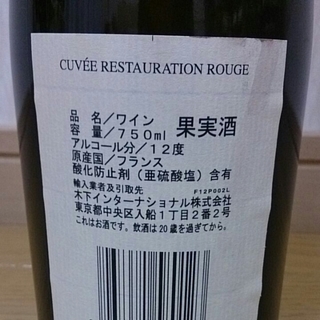 CUVÉE RESTAURATION ROUGE
品名／ワイン
容量／750ml 果実酒
アルコール分／12度
原産国／フランス
酸化防止剤（亜硫酸塩）含有
輸入業者及引取先 F12P002L
木下インターナショナル株式会社
東京都中央区入船1丁目2番2号
これはお酒です。飲酒は20歳を過ぎてから。